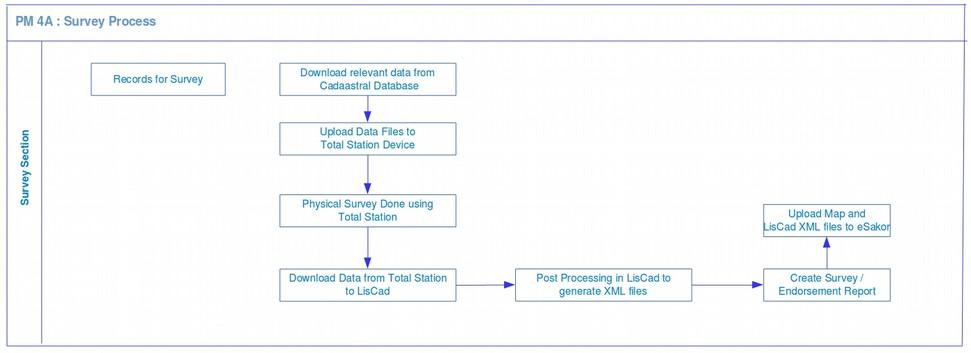 PM 4A : Survey Process
Survey Section
Records for Survey
Download relevant data from
Cadaastral Database
Upload Data Files to
Total Station Device
Physical Survey Done using
Total Station
Download Data from Total Station
to LisCad
Post Processing in LisCad to
generate XML files
Create Survey /
Endorsement Report
Upload Map and
LisCad XML files to eSakor